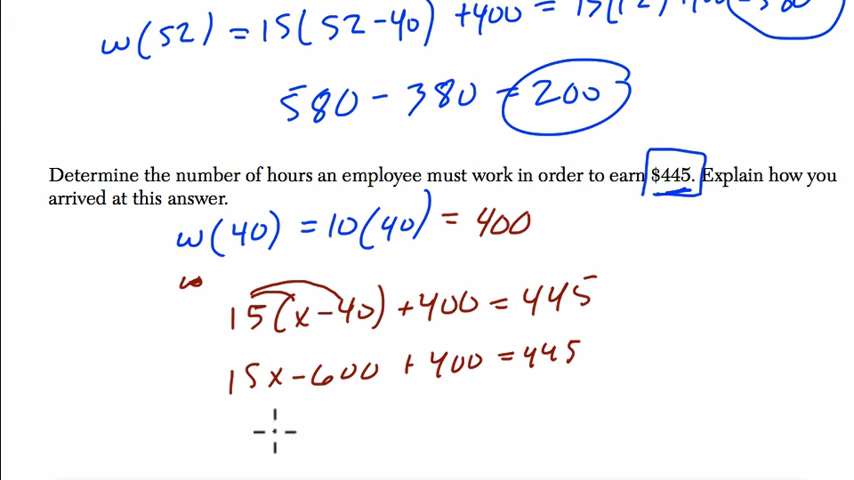 w(52) = 15(52-40) + 400 = 15(12)
580 - 380 = 200
Determine the number of hours an employee must work in order to earn $445. Explain how you
arrived at this answer.
w(40) = 10(40) = 400
15(x-40) + 400 = 445
15x - 600 + 400 = 445